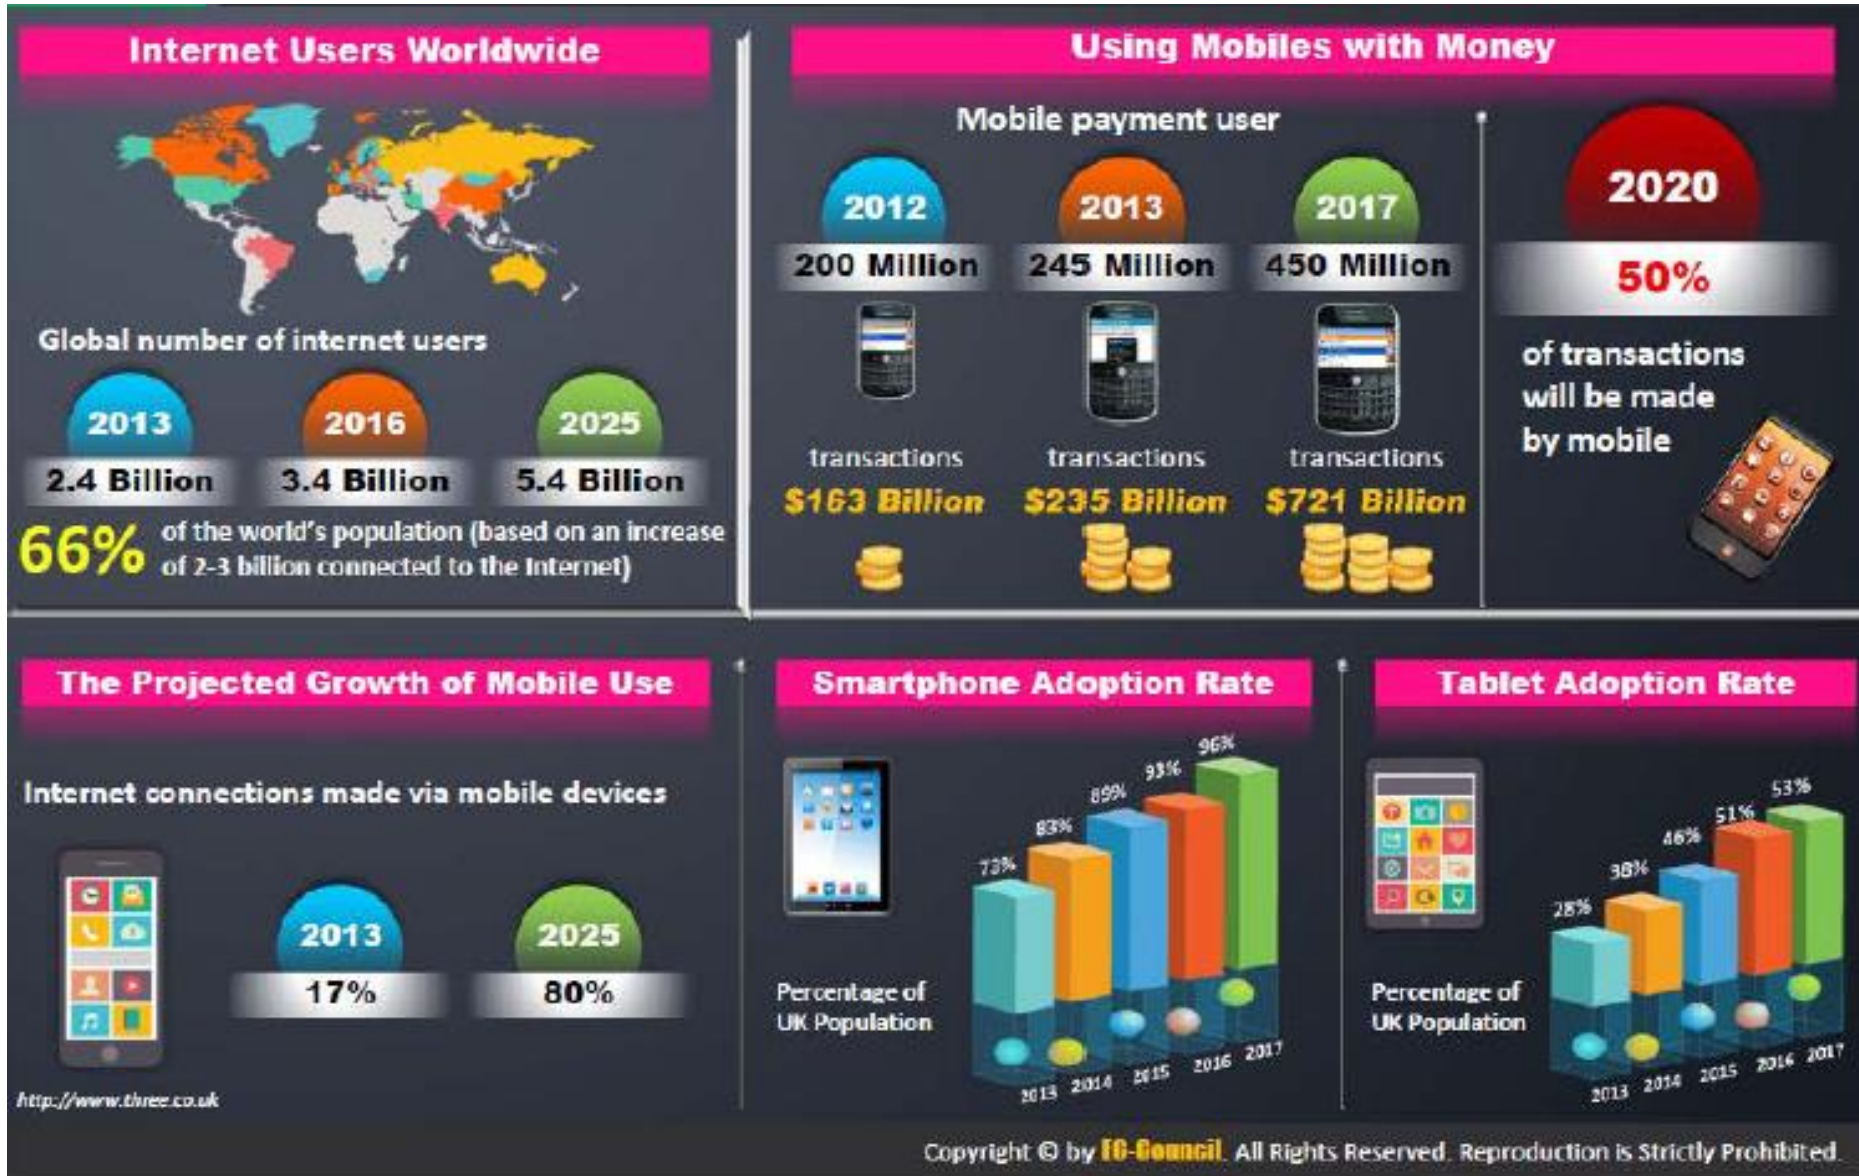 Internet Users Worldwide
Global number of internet users
2013 2016 2025
2.4 Billion 3.4 Billion 5.4 Billion
66% of the world's population (based on an increase
of 2-3 billion connected to the Internet)
Using Mobiles with Money
Mobile payment user
2012 2013 2017
200 Million 245 Million 450 Million
transactions transactions transactions
$163 Billion $235 Billion $721 Billion
2020
50%
of transactions
will be made
by mobile
The Projected Growth of Mobile Use
Internet connections made via mobile devices
2013 2025
17% 80%
http://www.three.co.uk
Smartphone Adoption Rate
73% 83% 89% 93% 96%
Percentage of
UK Population
2013 2014 2015 2016 2017
Tablet Adoption Rate
28% 38% 46% 51% 53%
Percentage of
UK Population
2013 2014 2015 2016 2017
Copyright © by EC-Council. All Rights Reserved. Reproduction is Strictly Prohibited.